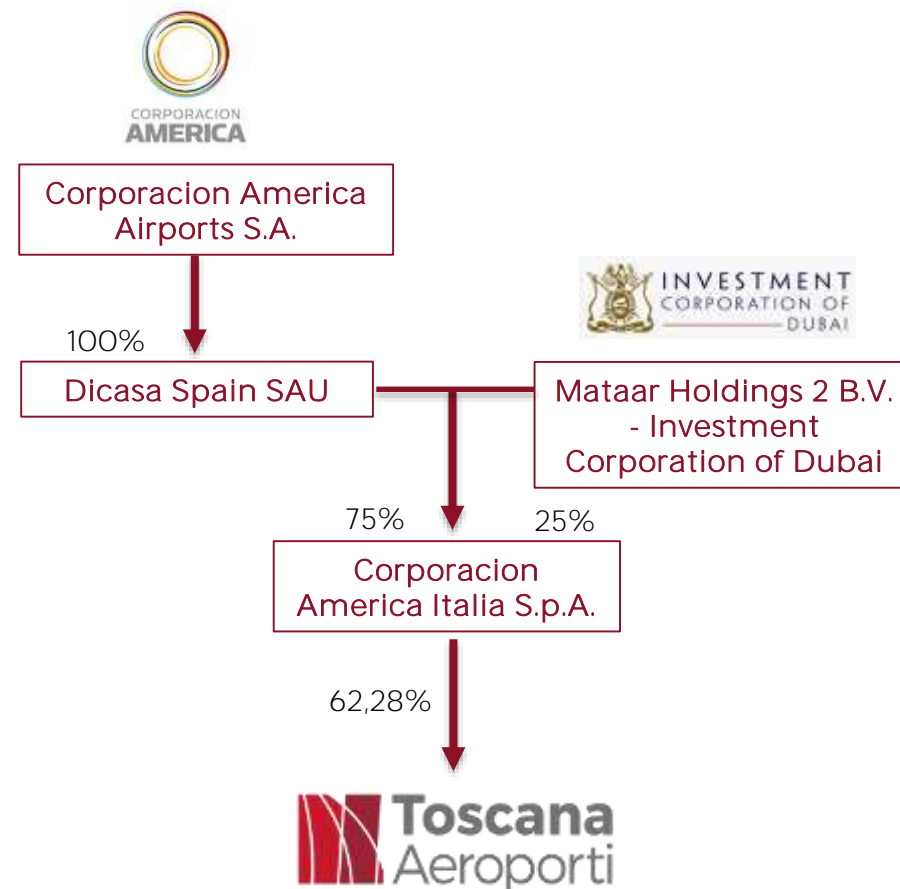 CORPORACION
AMERICA
Corporacion America
Airports S.A.
INVESTMENT
CORPORATION OF
DUBAI
100%
Dicasa Spain SAU
Mataar Holdings 2 B.V.
- Investment
Corporation of Dubai
75%
25%
Corporacion
America Italia S.p.A.
62,28%
Toscana
Aeroporti